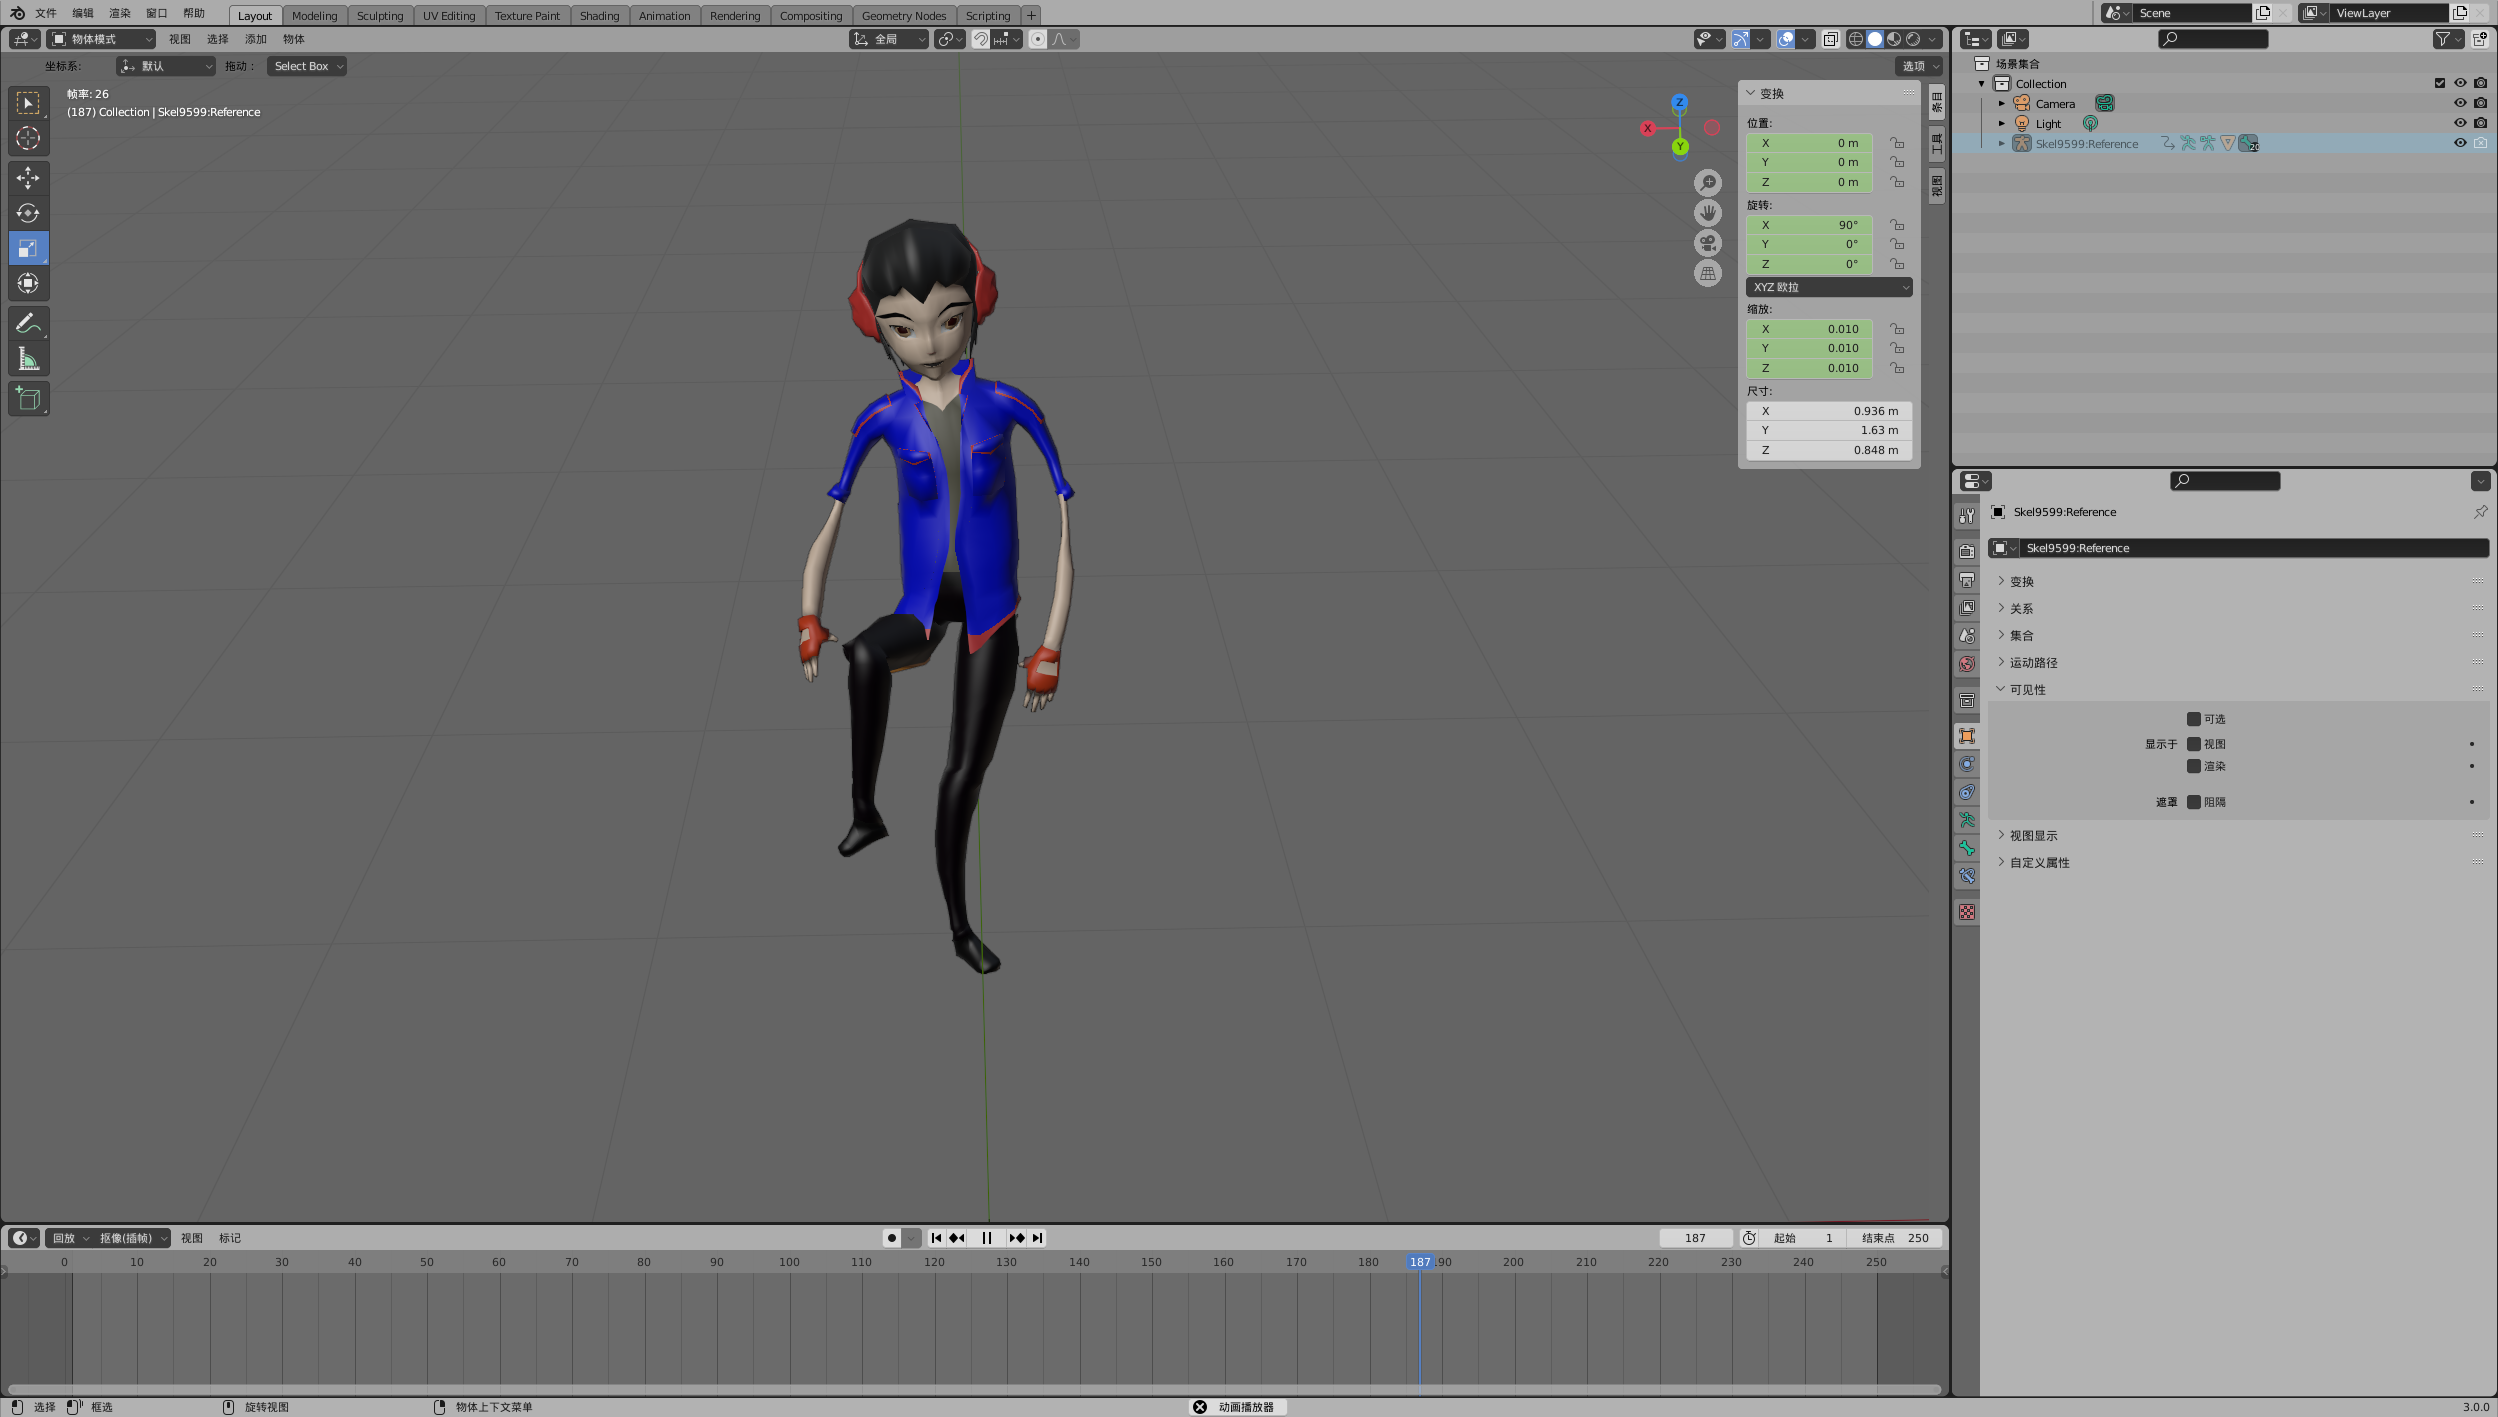 文件 编辑 渲染 窗口 帮助 Layout Modeling Sculpting UV Editing Texture Paint Shading Animation Rendering Compositing Geometry Nodes Scripting + Scene ViewLayer
物体模式 视图 选择 添加 物体 全局
坐标系: 默认 拖动: Select Box 选项
帧率: 26
(187) Collection | Skel9599:Reference
Z
X
Y
变换
位置:
X 0 m
Y 0 m
Z 0 m
旋转:
X 90°
Y 0°
Z 0°
XYZ 欧拉
缩放:
X 0.010
Y 0.010
Z 0.010
尺寸:
X 0.936 m
Y 1.63 m
Z 0.848 m
条目
工具
视图
场景集合
Collection
Camera
Light
Skel9599:Reference 20
Skel9599:Reference
Skel9599:Reference
变换
关系
集合
运动路径
可见性
可选
显示于 视图
渲染
遮罩 阻隔
视图显示
自定义属性
回放 抠像(插帧) 视图 标记 187 起始 1 结束点 250
0 10 20 30 40 50 60 70 80 90 100 110 120 130 140 150 160 170 180 187 90 200 210 220 230 240 250
选择 框选 旋转视图 物体上下文菜单 动画播放器 3.0.0